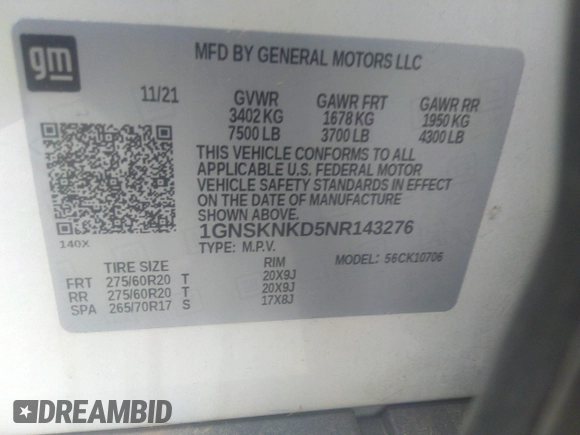 gm
MFD BY GENERAL MOTORS LLC
11/21 GVWR GAWR FRT GAWR RR
3402 KG 1678 KG 1950 KG
7500 LB 3700 LB 4300 LB
THIS VEHICLE CONFORMS TO ALL
APPLICABLE U.S. FEDERAL MOTOR
VEHICLE SAFETY STANDARDS IN EFFECT
ON THE DATE OF MANUFACTURE
SHOWN ABOVE.
1GNSKNKD5NR143276
140X TYPE: M.P.V. MODEL: 56CK10706
TIRE SIZE RIM
FRT 275/60R20 T 20X9J
RR 275/60R20 T 20X9J
SPA 265/70R17 S 17X8J
DREAMBID